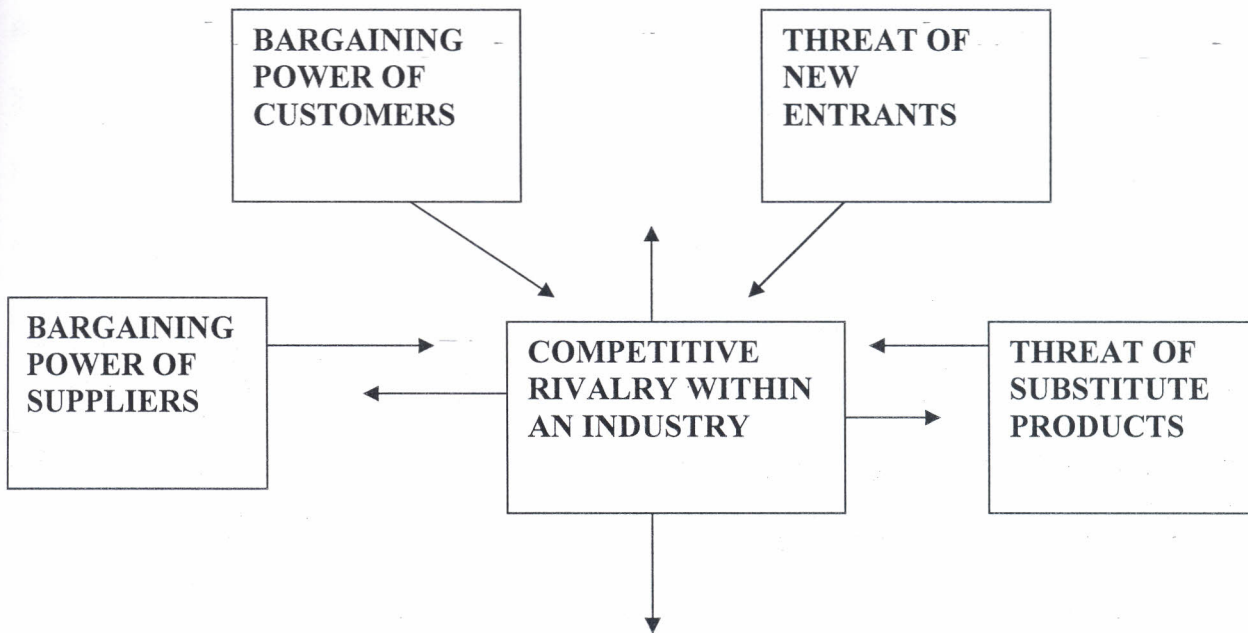 BARGAINING
POWER OF
CUSTOMERS
THREAT OF
NEW
ENTRANTS
BARGAINING
POWER OF
SUPPLIERS
COMPETITIVE
RIVALRY WITHIN
AN INDUSTRY
THREAT OF
SUBSTITUTE
PRODUCTS